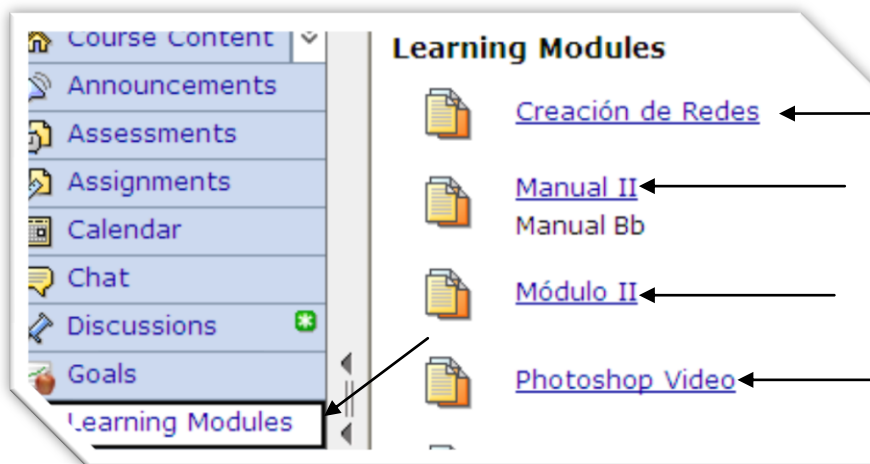 Course Content
Announcements
Assessments
Assignments
Calendar
Chat
Discussions
Goals
Learning Modules
Learning Modules
Creación de Redes
Manual II
Manual Bb
Módulo II
Photoshop Video